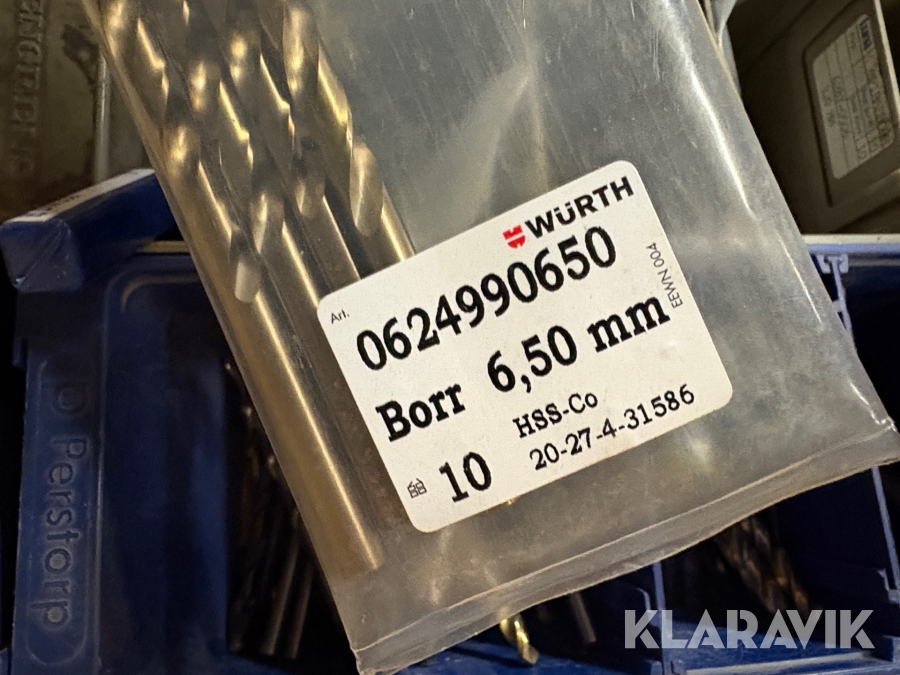 WÜRTH
Art.
0624990650
EEWN 004
Borr 6,50 mm
HSS-Co
10
20-27-4-31586
Perstorp
KLARAVIK